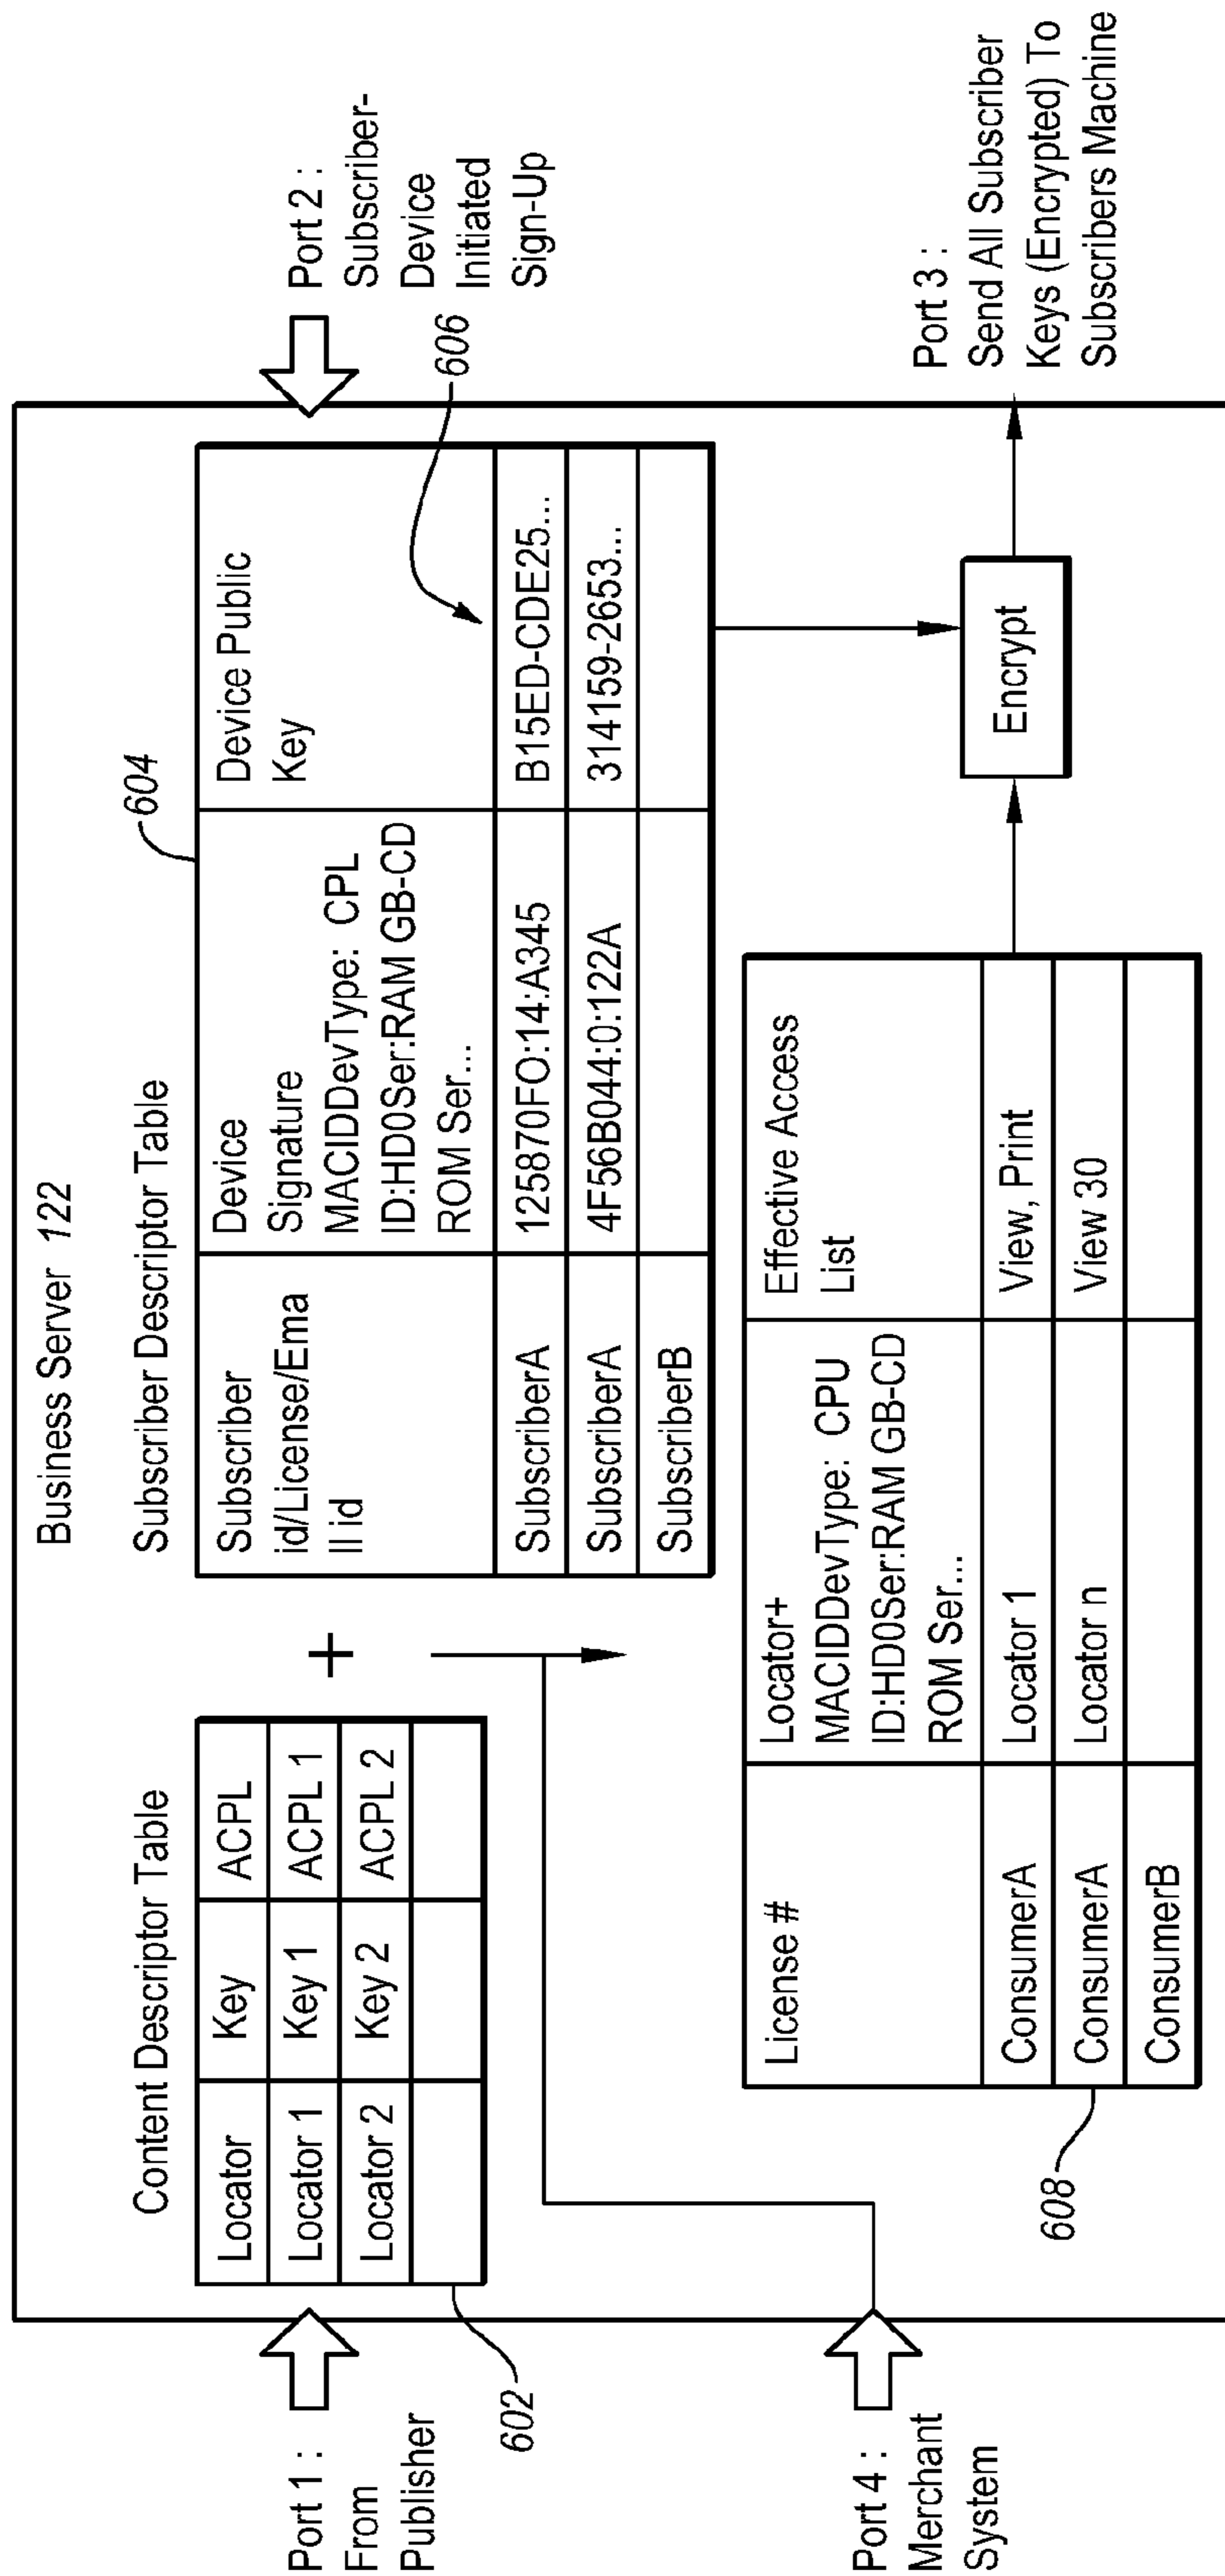 Business Server 122
Content Descriptor Table
Locator Key ACPL
Locator 1 Key 1 ACPL 1
Locator 2 Key 2 ACPL 2
+
Subscriber Descriptor Table
604
Subscriber
id/License/Ema
Il id
Device
Signature
MACIDDevType: CPL
ID:HD0Ser:RAM GB-CD
ROM Ser...
Device Public
Key
SubscriberA 125870FO:14:A345 B15ED-CDE25...
SubscriberA 4F56B044:0:122A 314159-2653...
SubscriberB
Port 1 :
From
Publisher
602
Port 2 :
Subscriber-
Device
Initiated
Sign-Up
606
Port 4 :
Merchant
System
608
License #
Locator+
MACIDDevType: CPU
ID:HD0Ser:RAM GB-CD
ROM Ser...
Effective Access
List
ConsumerA Locator 1 View, Print
ConsumerA Locator n View 30
ConsumerB
Encrypt
Port 3 :
Send All Subscriber
Keys (Encrypted) To
Subscribers Machine